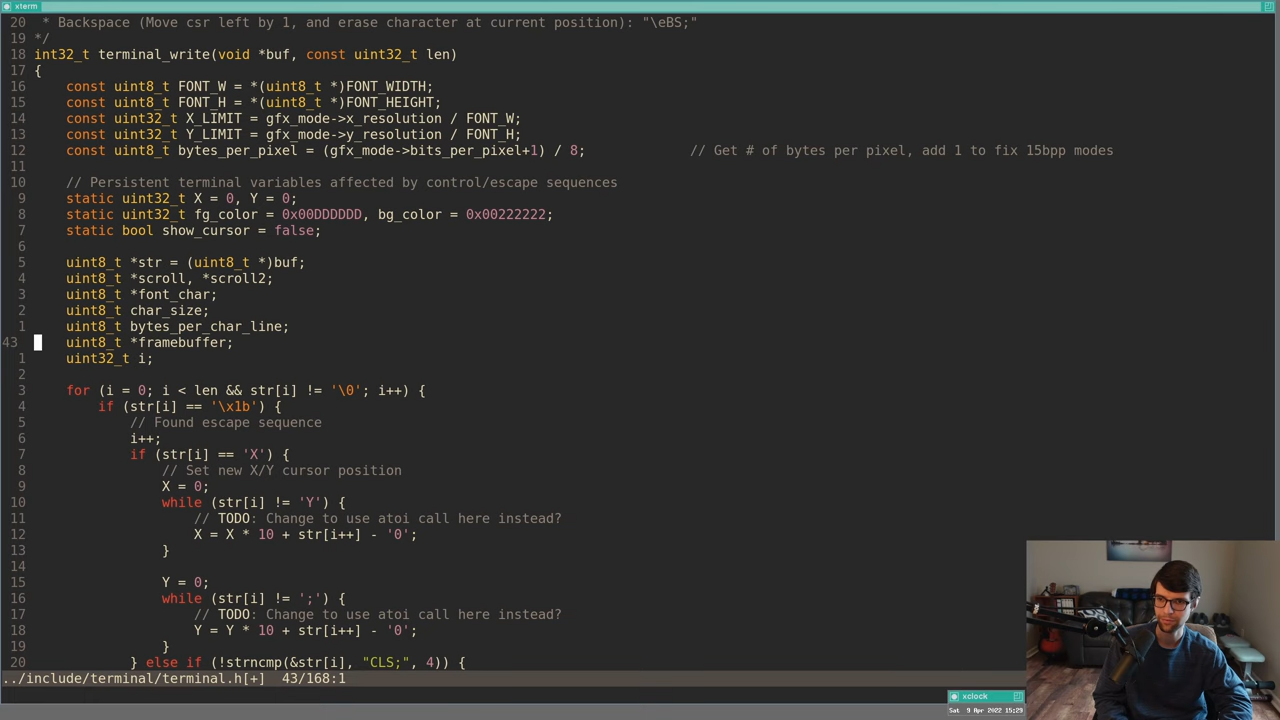 xterm
20  * Backspace (Move csr left by 1, and erase character at current position): "\eBS;"
19 */
18 int32_t terminal_write(void *buf, const uint32_t len)
17 {
16     const uint8_t FONT_W = *(uint8_t *)FONT_WIDTH;
15     const uint8_t FONT_H = *(uint8_t *)FONT_HEIGHT;
14     const uint32_t X_LIMIT = gfx_mode->x_resolution / FONT_W;
13     const uint32_t Y_LIMIT = gfx_mode->y_resolution / FONT_H;
12     const uint8_t bytes_per_pixel = (gfx_mode->bits_per_pixel+1) / 8;             // Get # of bytes per pixel, add 1 to fix 15bpp modes
11
10     // Persistent terminal variables affected by control/escape sequences
9     static uint32_t X = 0, Y = 0;
8     static uint32_t fg_color = 0x00DDDDDD, bg_color = 0x00222222;
7     static bool show_cursor = false;
6
5     uint8_t *str = (uint8_t *)buf;
4     uint8_t *scroll, *scroll2;
3     uint8_t *font_char;
2     uint8_t char_size;
1     uint8_t bytes_per_char_line;
43     uint8_t *framebuffer;
1     uint32_t i;
2
3     for (i = 0; i < len && str[i] != '\0'; i++) {
4         if (str[i] == '\x1b') {
5             // Found escape sequence
6             i++;
7             if (str[i] == 'X') {
8                 // Set new X/Y cursor position
9                 X = 0;
10                 while (str[i] != 'Y') {
11                     // TODO: Change to use atoi call here instead?
12                     X = X * 10 + str[i++] - '0';
13                 }
14
15                 Y = 0;
16                 while (str[i] != ';') {
17                     // TODO: Change to use atoi call here instead?
18                     Y = Y * 10 + str[i++] - '0';
19                 }
20             } else if (!strncmp(&str[i], "CLS;", 4)) {
../include/terminal/terminal.h[+]  43/168:1
xclock
Sat  9 Apr 2022 15:29